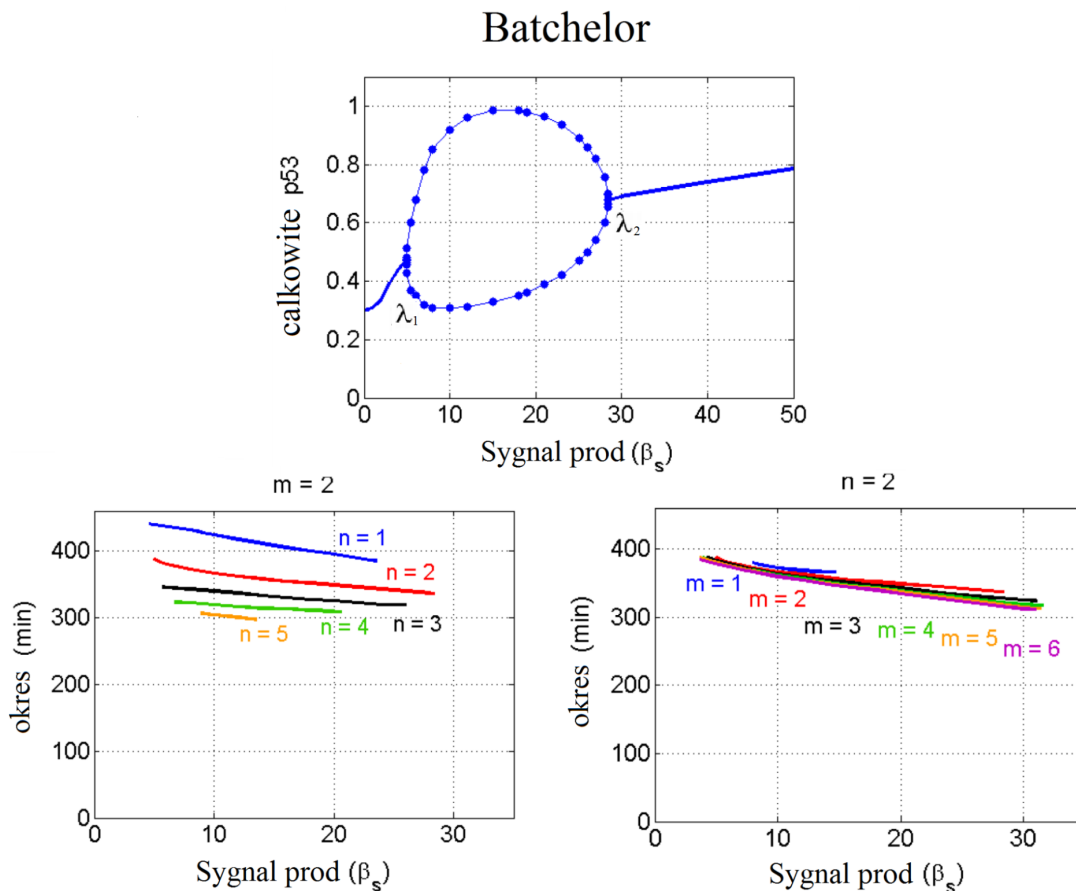 Batchelor
1
0.8
0.6
0.4
0.2
0
calkowite p53
λ1
λ2
0 10 20 30 40 50
Sygnal prod (βs)
m = 2
400
300
200
100
0
okres (min)
n = 1
n = 2
n = 3
n = 4
n = 5
0 10 20 30
Sygnal prod (βs)
n = 2
400
300
200
100
0
okres (min)
m = 1
m = 2
m = 3
m = 4
m = 5
m = 6
0 10 20 30
Sygnal prod (βs)